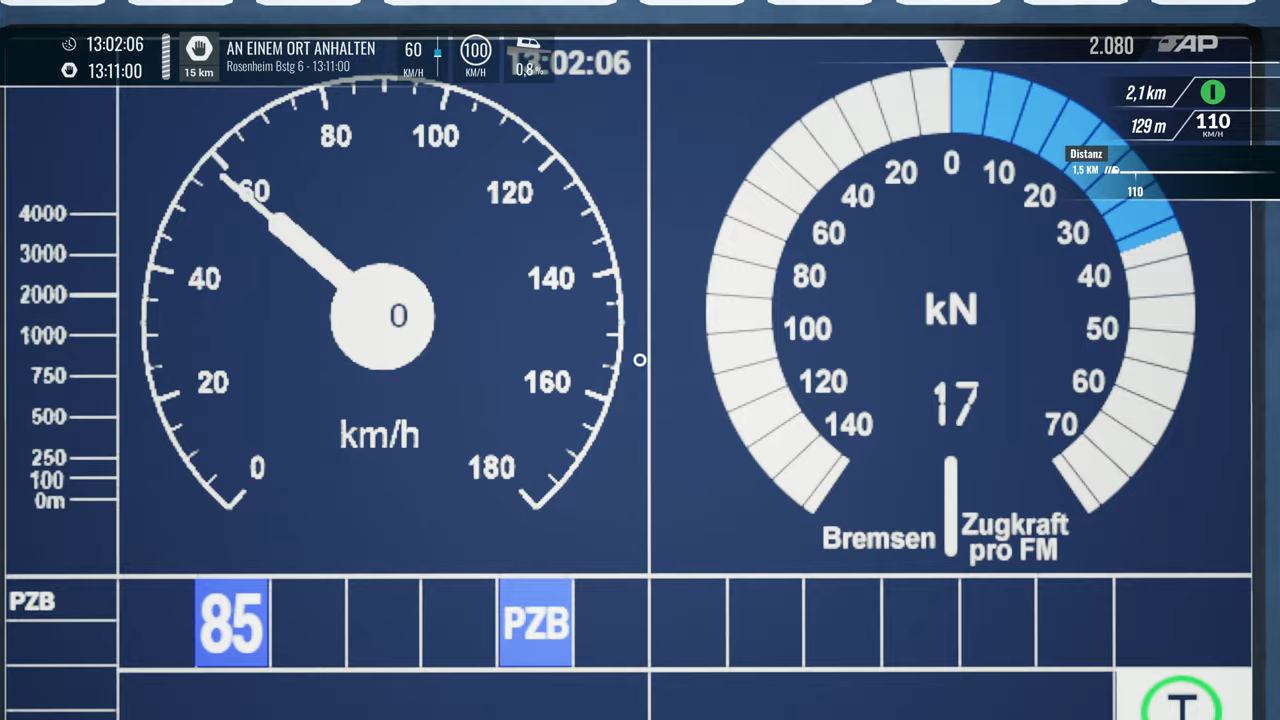 13:02:06
13:11:00
15 km
AN EINEM ORT ANHALTEN
Rosenheim Bstg 6 - 13:11:00
60
KM/H
100
KM/H
0,8 %
:02:06
2.080 AP
2,1 km
129 m 110
KM/H
Distanz
1,5 KM
110
4000
3000
2000
1000
750
500
250
100
0m
0
20
40
60
80
100
120
140
160
180
0
km/h
140
120
100
80
60
40
20
0
10
20
30
40
50
60
70
kN
17
Bremsen
Zugkraft
pro FM
PZB
85
PZB
T